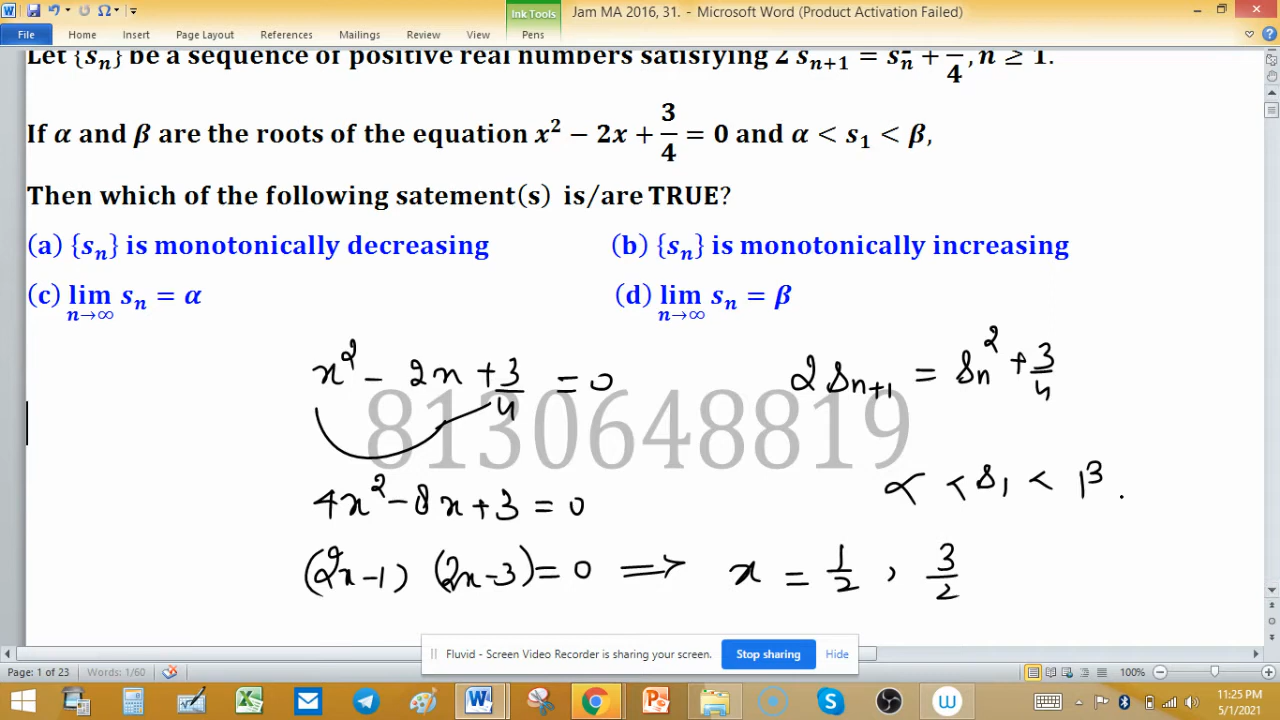 Jam MA 2016, 31. - Microsoft Word (Product Activation Failed)
Ink Tools
File Home Insert Page Layout References Mailings Review View Pens
Let {sₙ} be a sequence of positive real numbers satisfying 2 sₙ₊₁ = sₙ² + /4, n ≥ 1.
If α and β are the roots of the equation x² − 2x + 3/4 = 0 and α < s₁ < β,
Then which of the following satement(s) is/are TRUE?
(a) {sₙ} is monotonically decreasing (b) {sₙ} is monotonically increasing
(c) lim n→∞ sₙ = α (d) lim n→∞ sₙ = β
x² − 2x + 3/4 = 0 2sₙ₊₁ = sₙ² + 3/4
8130648819
4x² − 8x + 3 = 0 α < s₁ < β.
(2x−1) (2x−3) = 0 ⟹ x = 1/2 , 3/2
Fluvid - Screen Video Recorder is sharing your screen. Stop sharing Hide
Page: 1 of 23 Words: 1/60 100%
11:25 PM
5/1/2021